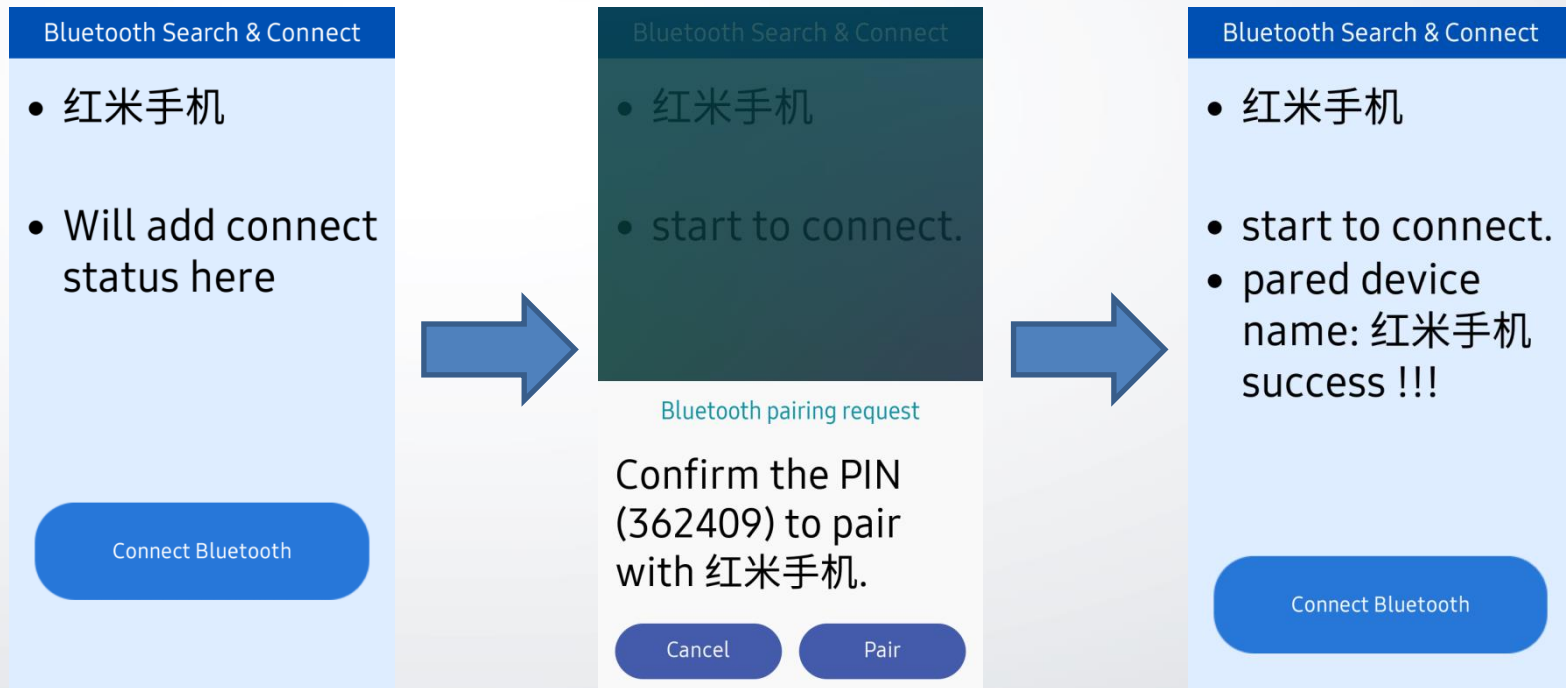 Bluetooth Search & Connect
• 红米手机
• Will add connect
status here
Connect Bluetooth
Bluetooth Search & Connect
• 红米手机
• start to connect.
Bluetooth pairing request
Confirm the PIN
(362409) to pair
with 红米手机.
Cancel
Pair
Bluetooth Search & Connect
• 红米手机
• start to connect.
• pared device
name: 红米手机
success !!!
Connect Bluetooth